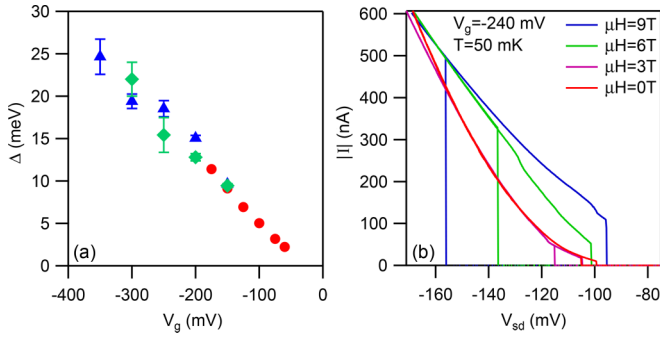 30
25
20
15
10
5
0
Δ (meV)
(a)
-400 -300 -200 -100 0
V_g (mV)
600
500
400
300
200
100
0
|I| (nA)
V_g=-240 mV
T=50 mK
μH=9T
μH=6T
μH=3T
μH=0T
(b)
-160 -140 -120 -100 -80
V_sd (mV)